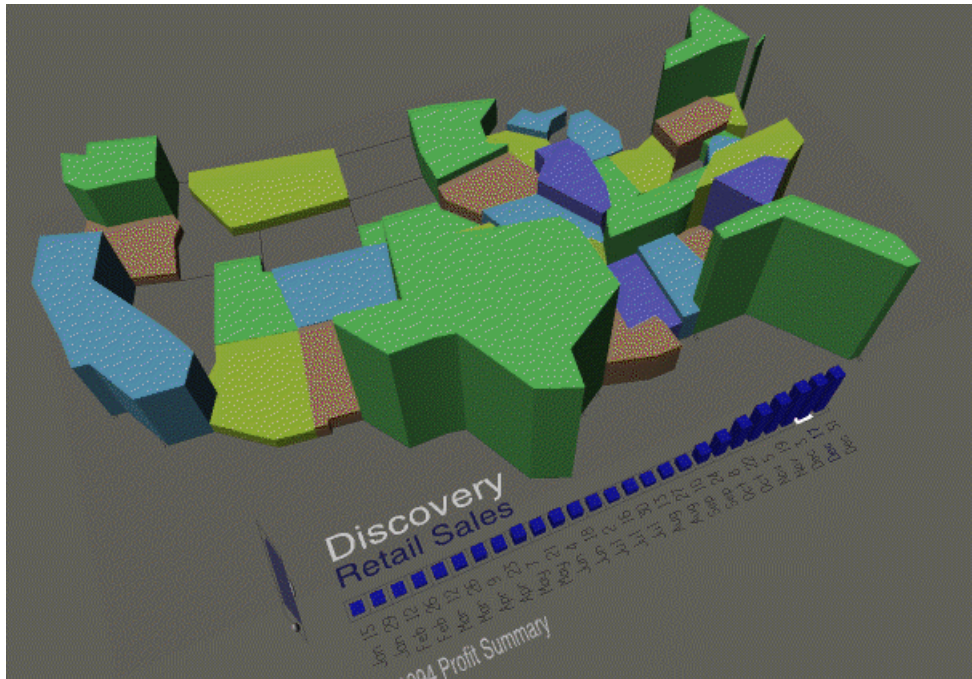 Discovery
Retail Sales
Jan 15
Jan 29
Feb 12
Feb 26
Mar 12
Mar 26
Apr 9
Apr 23
May 7
May 21
Jun 4
Jun 18
Jul 2
Jul 16
Jul 30
Aug 13
Aug 27
Sep 10
Sep 24
Oct 8
Oct 22
Nov 5
Nov 19
Dec 3
Dec 17
Dec 31
Profit Summary